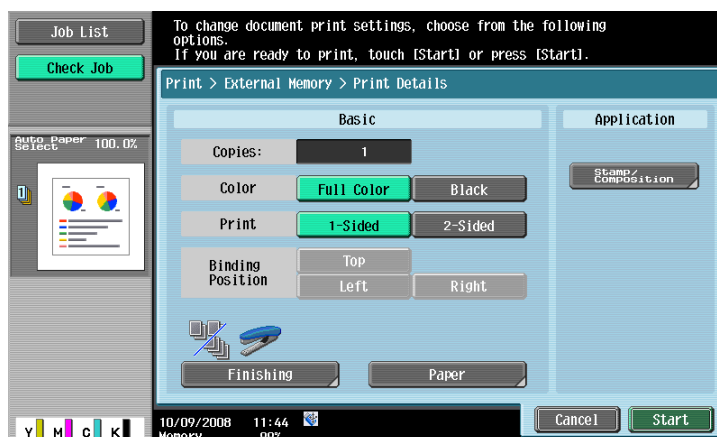 Job List
Check Job
To change document print settings, choose from the following
options.
If you are ready to print, touch [Start] or press [Start].
Print > External Memory > Print Details
Auto Paper
Select 100.0%
1
Basic
Application
Copies: 1
Stamp/
Composition
Color Full Color Black
Print 1-Sided 2-Sided
Binding
Position
Top
Left Right
Finishing Paper
Y M C K
10/09/2008 11:44
Memory 99%
Cancel Start